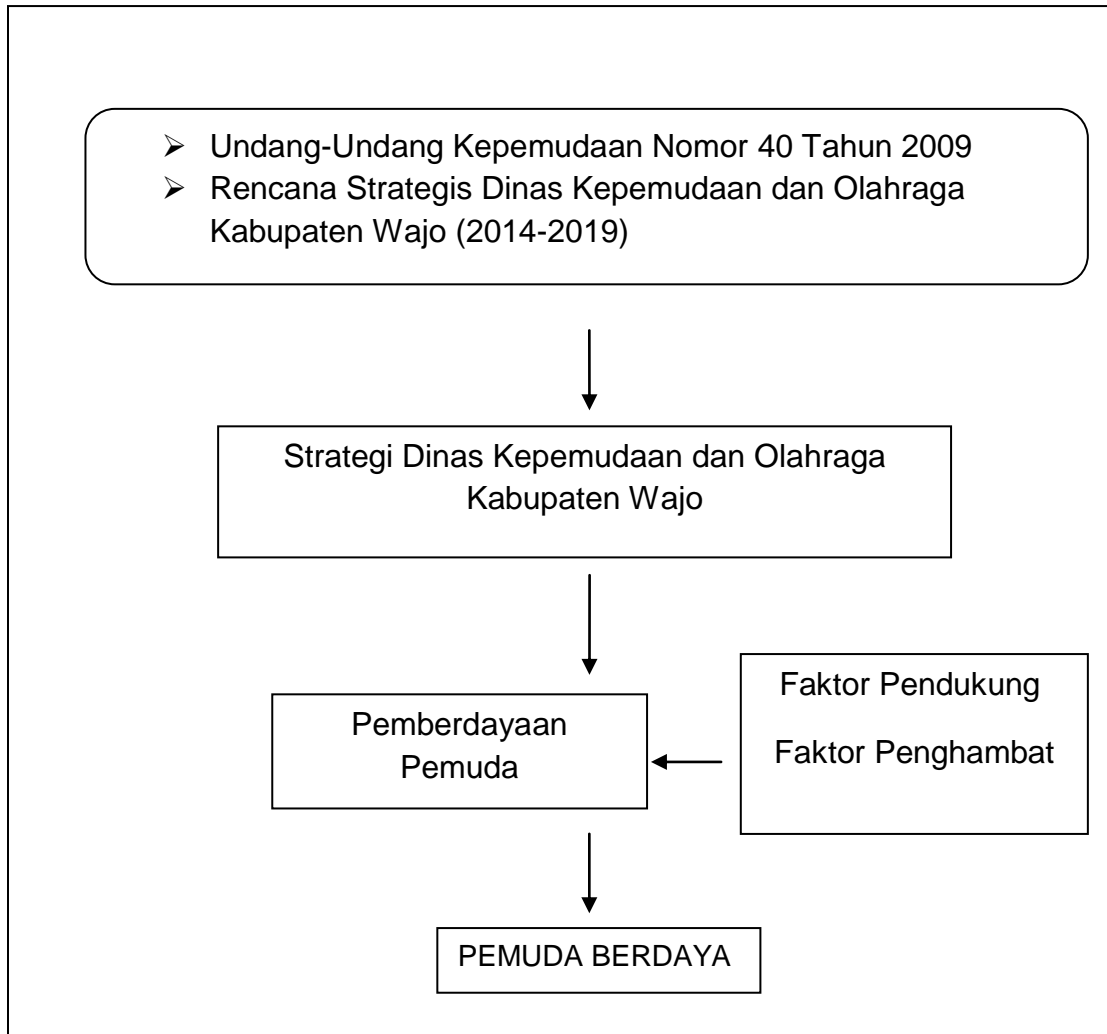 ➢ Undang-Undang Kepemudaan Nomor 40 Tahun 2009
➢ Rencana Strategis Dinas Kepemudaan dan Olahraga
Kabupaten Wajo (2014-2019)
Strategi Dinas Kepemudaan dan Olahraga
Kabupaten Wajo
Pemberdayaan
Pemuda
Faktor Pendukung
Faktor Penghambat
PEMUDA BERDAYA